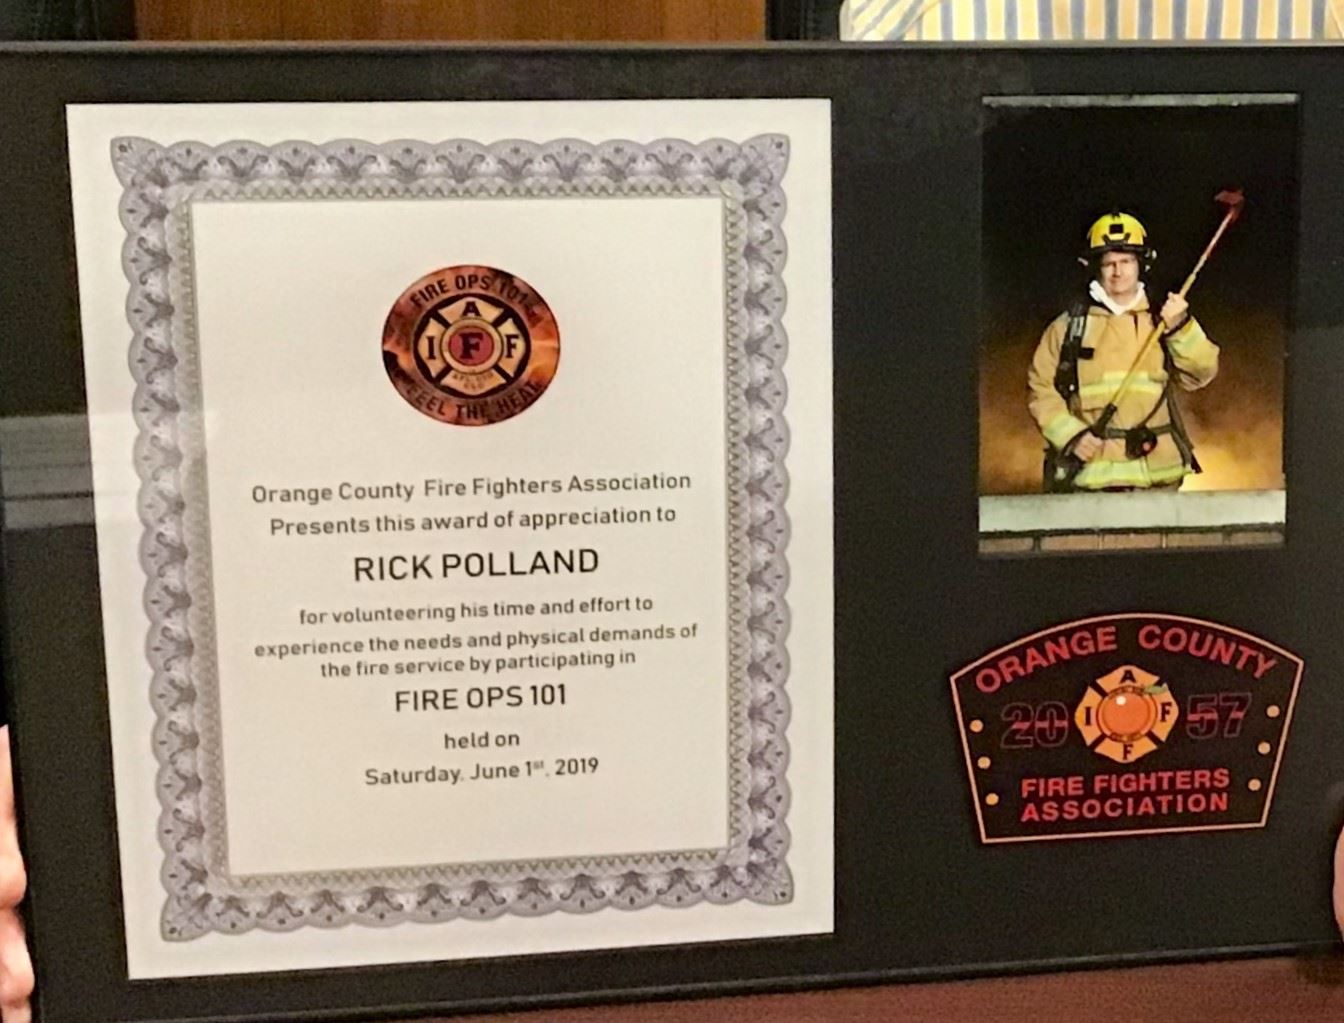 FIRE OPS 101
A
I F F
FEEL THE HEAT
Orange County Fire Fighters Association
Presents this award of appreciation to
RICK POLLAND
for volunteering his time and effort to
experience the needs and physical demands of
the fire service by participating in
FIRE OPS 101
held on
Saturday, June 1st, 2019
ORANGE COUNTY
A
20 I F 57
F
FIRE FIGHTERS
ASSOCIATION